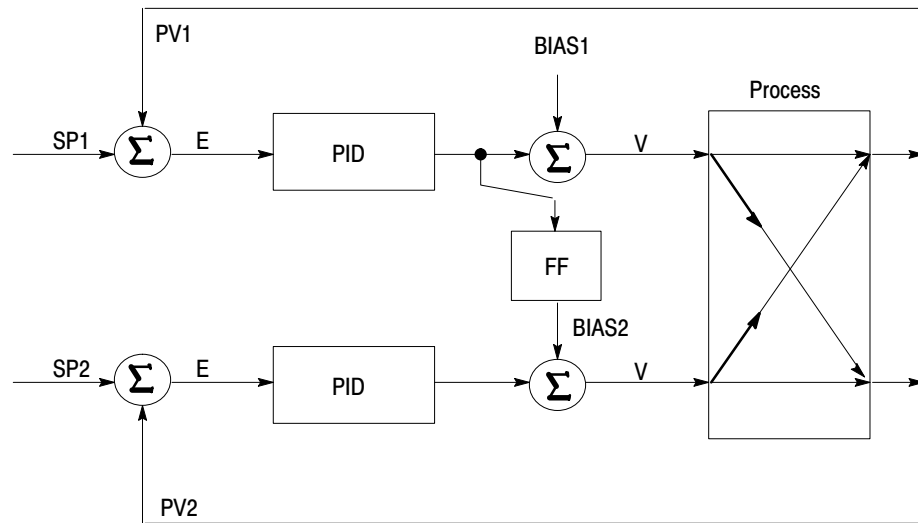 PV1
BIAS1
Process
SP1
Σ
E
PID
Σ
V
FF
BIAS2
SP2
Σ
E
PID
Σ
V
PV2